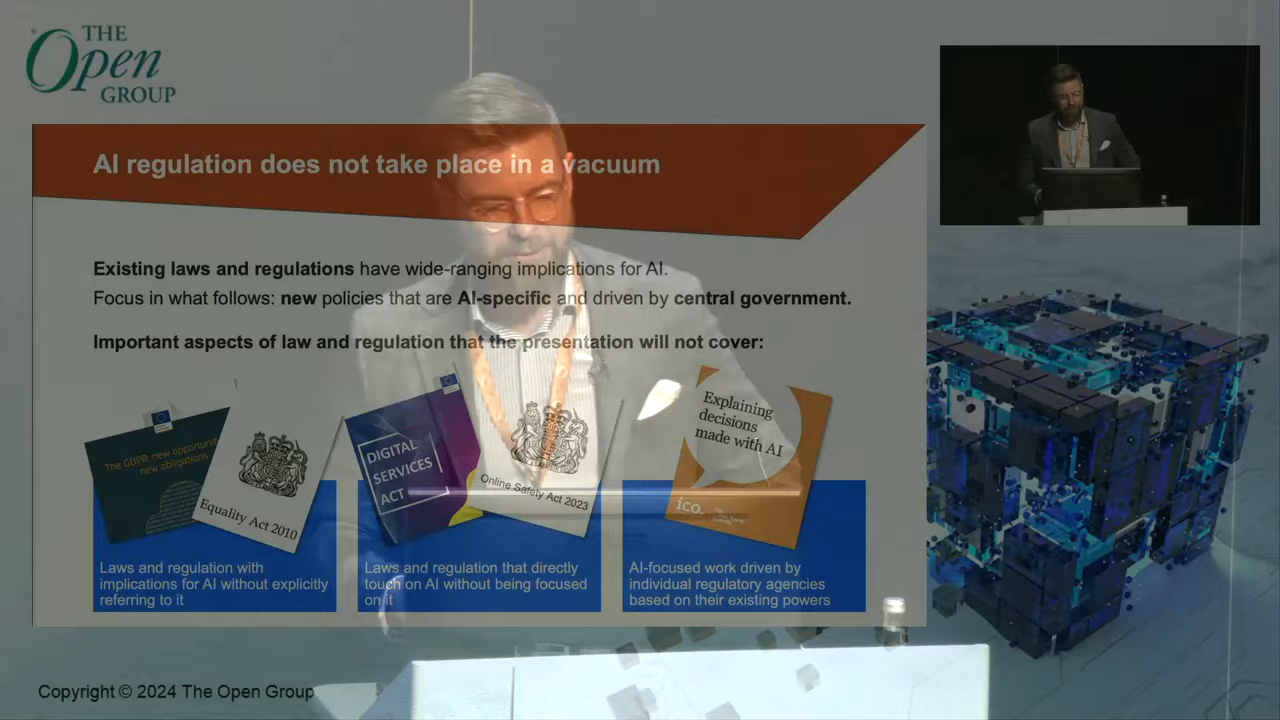 THE
Open
GROUP
AI regulation does not take place in a vacuum
Existing laws and regulations have wide-ranging implications for AI.
Focus in what follows: new policies that are AI-specific and driven by central government.
Important aspects of law and regulation that the presentation will not cover:
The GDPR: new opportunities
new obligations
Equality Act 2010
DIGITAL
SERVICES
ACT
Online Safety Act 2023
Explaining
decisions
made with AI
ico.
Laws and regulation with
implications for AI without explicitly
referring to it
Laws and regulation that directly
touch on AI without being focused
on it
AI-focused work driven by
individual regulatory agencies
based on their existing powers
Copyright © 2024 The Open Group